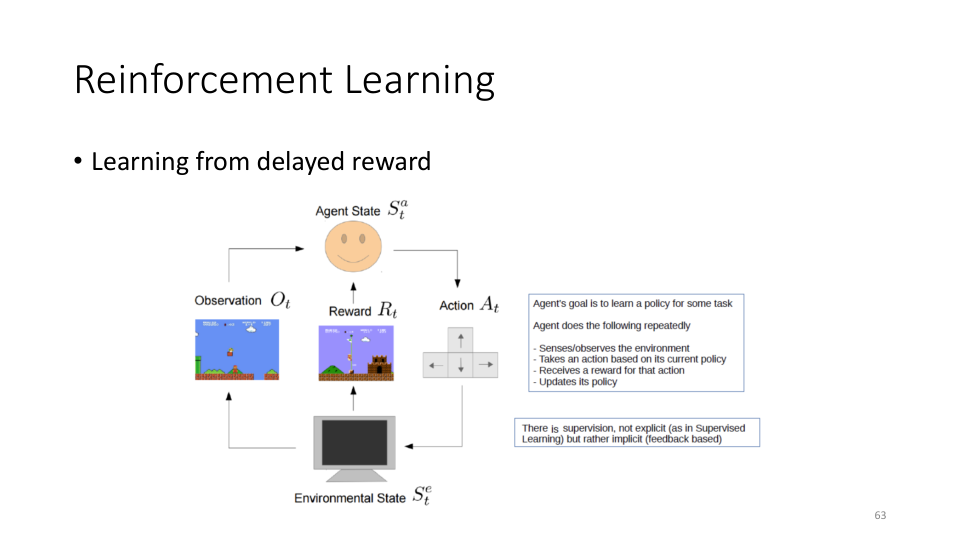 Reinforcement Learning
• Learning from delayed reward
Agent State S_t^a
Observation O_t
Reward R_t
Action A_t
Environmental State S_t^e
Agent's goal is to learn a policy for some task
Agent does the following repeatedly
- Senses/observes the environment
- Takes an action based on its current policy
- Receives a reward for that action
- Updates its policy
There is supervision, not explicit (as in Supervised
Learning) but rather implicit (feedback based)
63